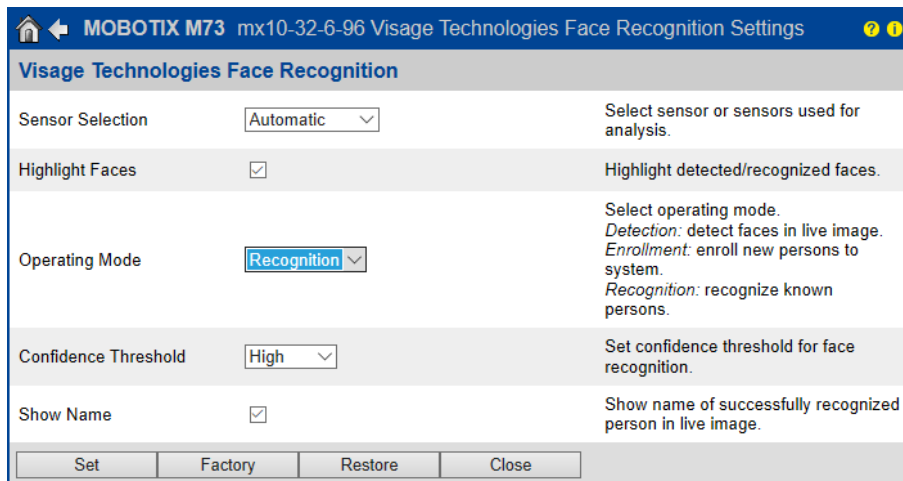 MOBOTIX M73 mx10-32-6-96 Visage Technologies Face Recognition Settings ? i
Visage Technologies Face Recognition
Sensor Selection Automatic Select sensor or sensors used for
analysis.
Highlight Faces Highlight detected/recognized faces.
Operating Mode Recognition Select operating mode.
Detection: detect faces in live image.
Enrollment: enroll new persons to
system.
Recognition: recognize known
persons.
Confidence Threshold High Set confidence threshold for face
recognition.
Show Name Show name of successfully recognized
person in live image.
Set Factory Restore Close